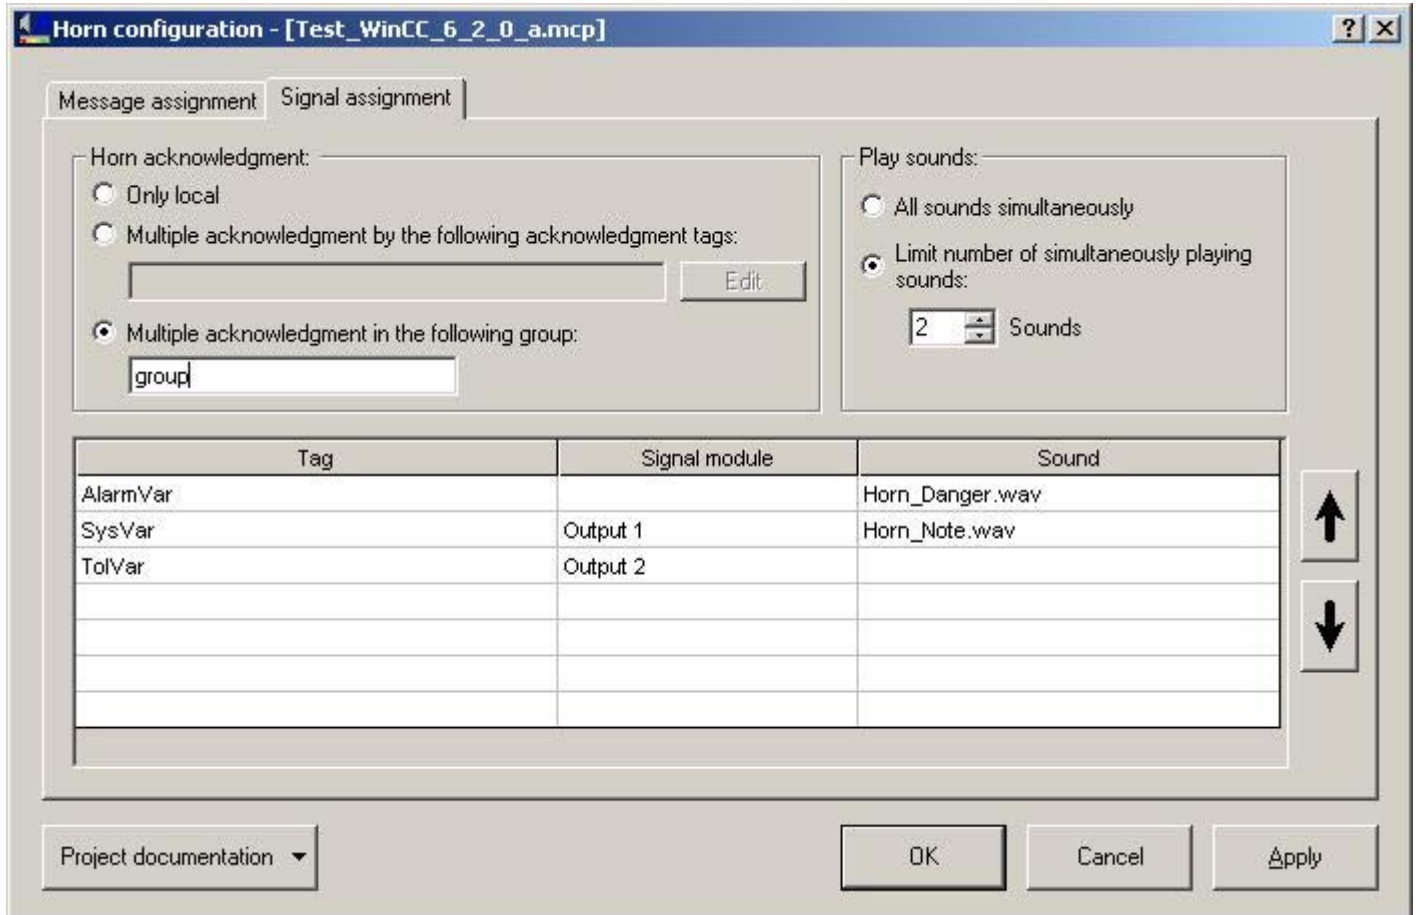 Horn configuration - [Test_WinCC_6_2_0_a.mcp]
Message assignment
Signal assignment
Horn acknowledgment:
Only local
Multiple acknowledgment by the following acknowledgment tags:
Edit
Multiple acknowledgment in the following group:
group
Play sounds:
All sounds simultaneously
Limit number of simultaneously playing
sounds:
2 Sounds
Tag Signal module Sound
AlarmVar Horn_Danger.wav
SysVar Output 1 Horn_Note.wav
TolVar Output 2
Project documentation
OK
Cancel
Apply